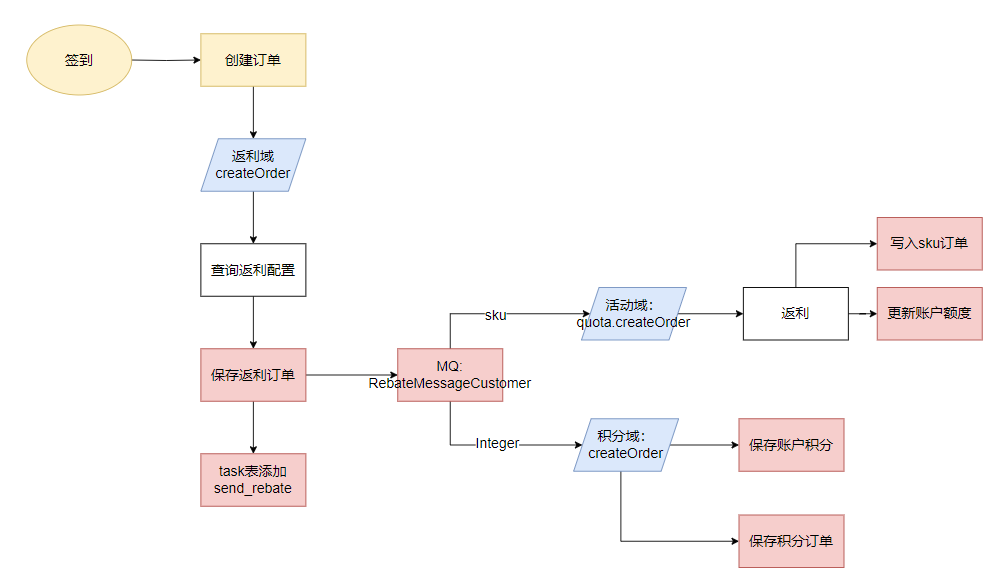 签到
创建订单
返利域
createOrder
查询返利配置
保存返利订单
task表添加
send_rebate
MQ:
RebateMessageCustomer
sku
活动域：
quota.createOrder
返利
写入sku订单
更新账户额度
Integer
积分域：
createOrder
保存账户积分
保存积分订单